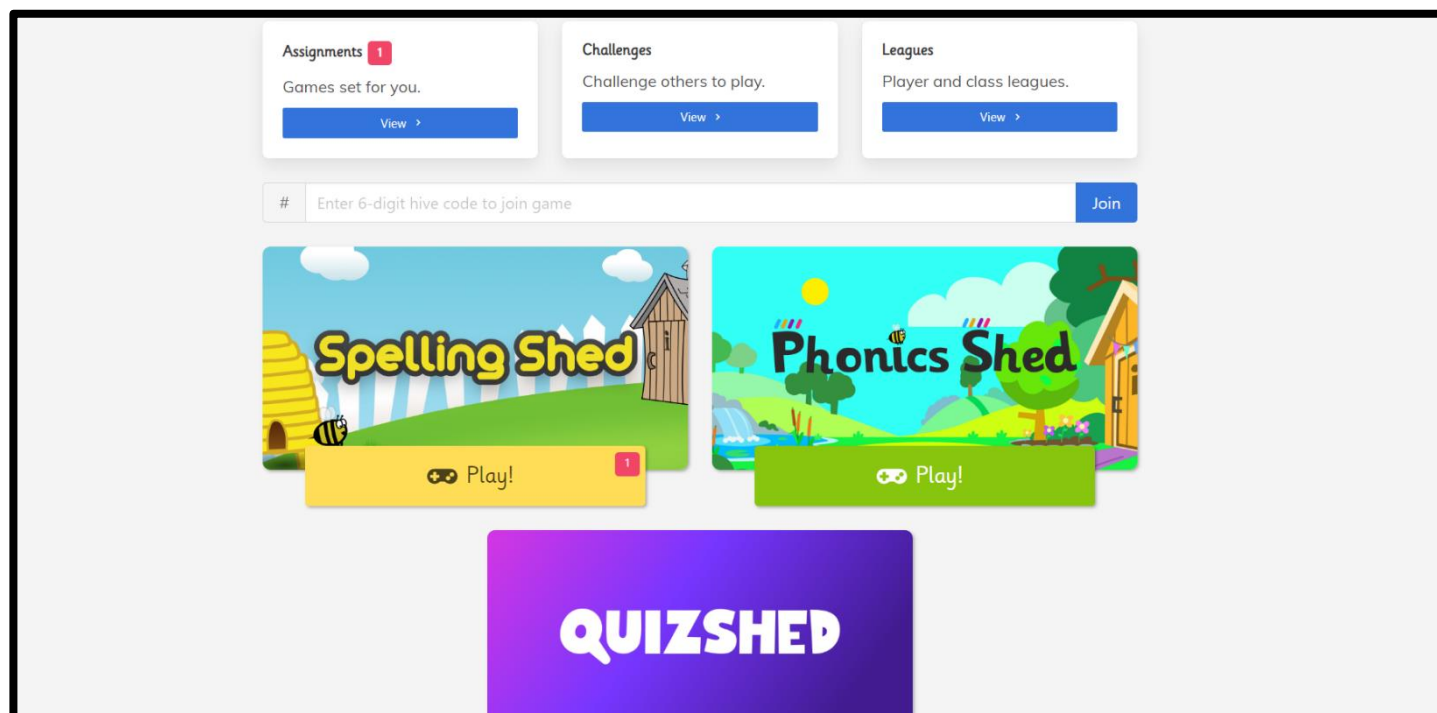 Assignments 1
Games set for you.
View >
Challenges
Challenge others to play.
View >
Leagues
Player and class leagues.
View >
# Enter 6-digit hive code to join game
Join
Spelling Shed
Play! 1
Phonics Shed
Play!
QUIZSHED